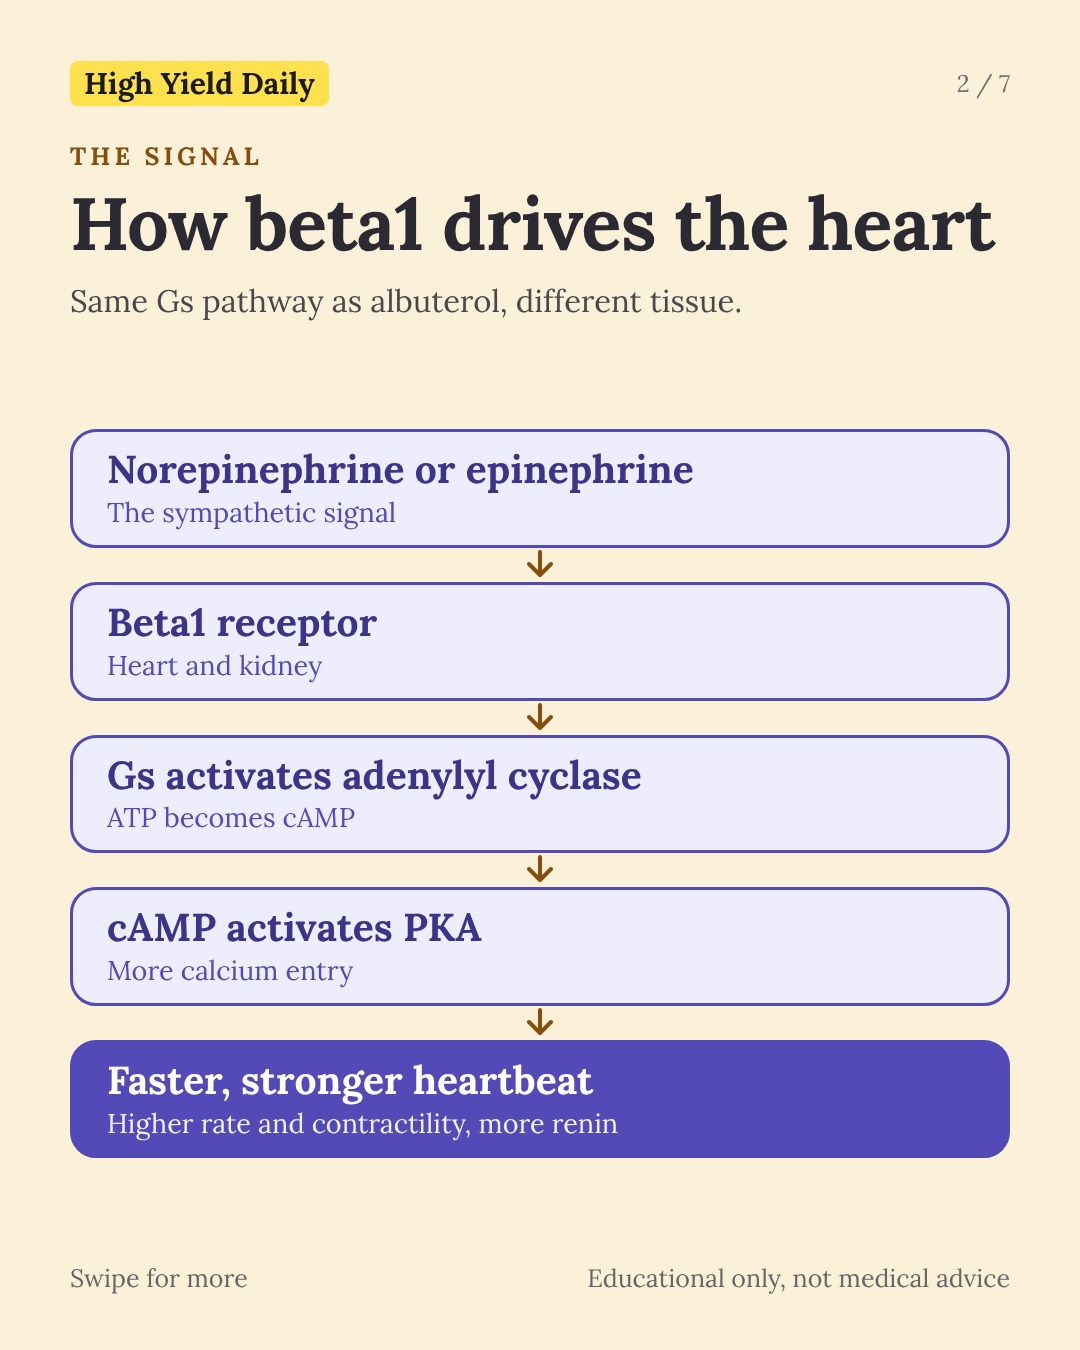 High Yield Daily
2 / 7
THE SIGNAL
How beta1 drives the heart
Same Gs pathway as albuterol, different tissue.
Norepinephrine or epinephrine
The sympathetic signal
Beta1 receptor
Heart and kidney
Gs activates adenylyl cyclase
ATP becomes cAMP
cAMP activates PKA
More calcium entry
Faster, stronger heartbeat
Higher rate and contractility, more renin
Swipe for more
Educational only, not medical advice